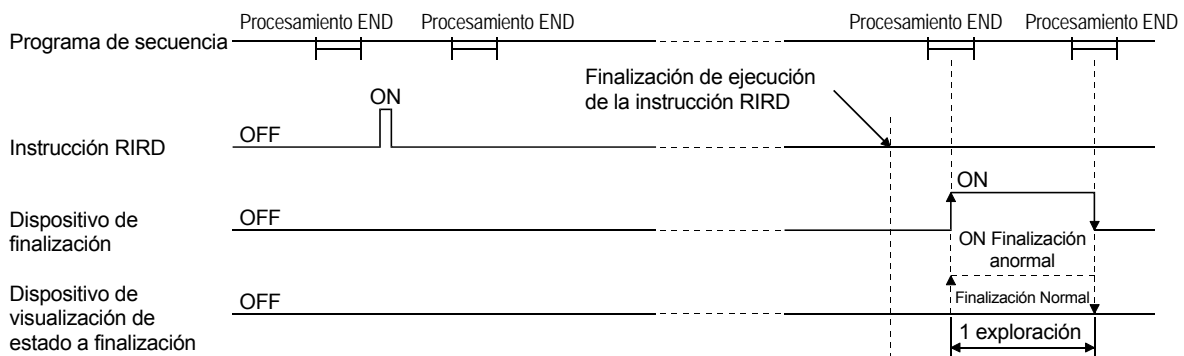 Procesamiento END Procesamiento END Procesamiento END Procesamiento END
Programa de secuencia
Finalización de ejecución
de la instrucción RIRD
ON
OFF
Instrucción RIRD
ON
OFF
Dispositivo de
finalización
ON Finalización
anormal
Dispositivo de
visualización de
estado a finalización
OFF
Finalización Normal
1 exploración